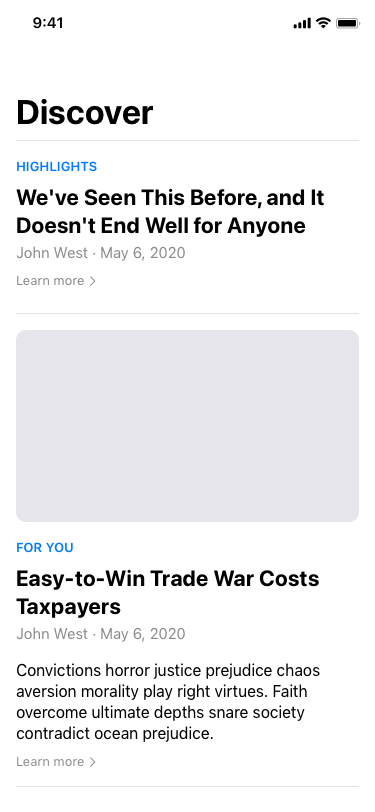 9:41
Discover
HIGHLIGHTS
We've Seen This Before, and It
Doesn't End Well for Anyone
John West · May 6, 2020
Learn more
FOR YOU
Easy-to-Win Trade War Costs
Taxpayers
John West · May 6, 2020
Convictions horror justice prejudice chaos
aversion morality play right virtues. Faith
overcome ultimate depths snare society
contradict ocean prejudice.
Learn more